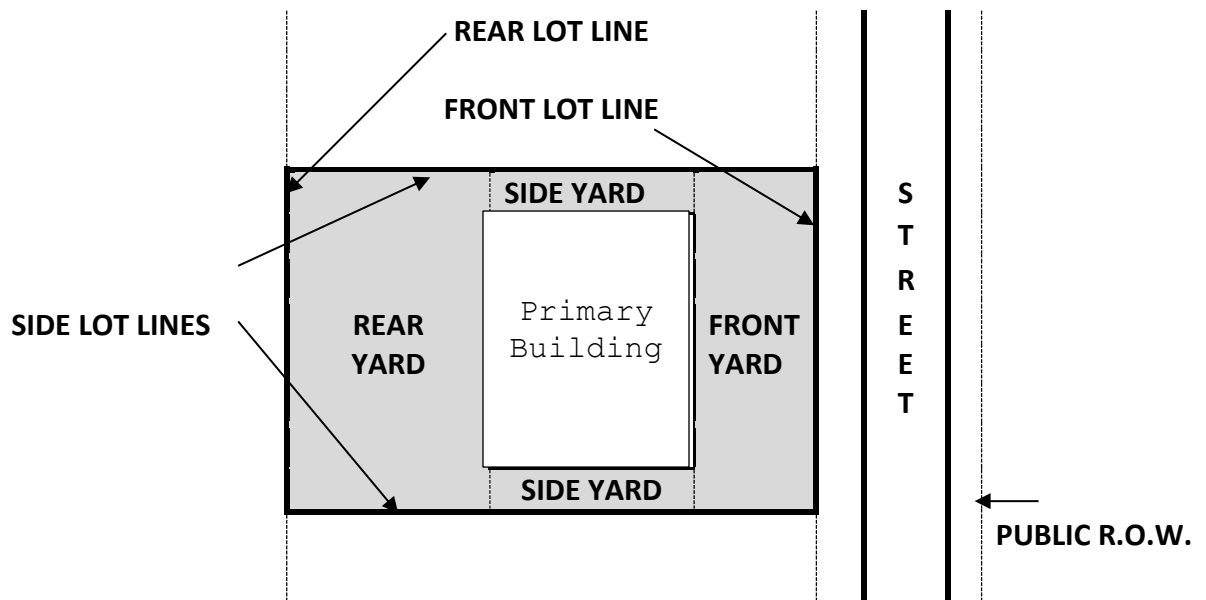 REAR LOT LINE
FRONT LOT LINE
SIDE YARD
S
T
R
E
E
T
Primary
Building
SIDE LOT LINES
REAR
YARD
FRONT
YARD
SIDE YARD
PUBLIC R.O.W.